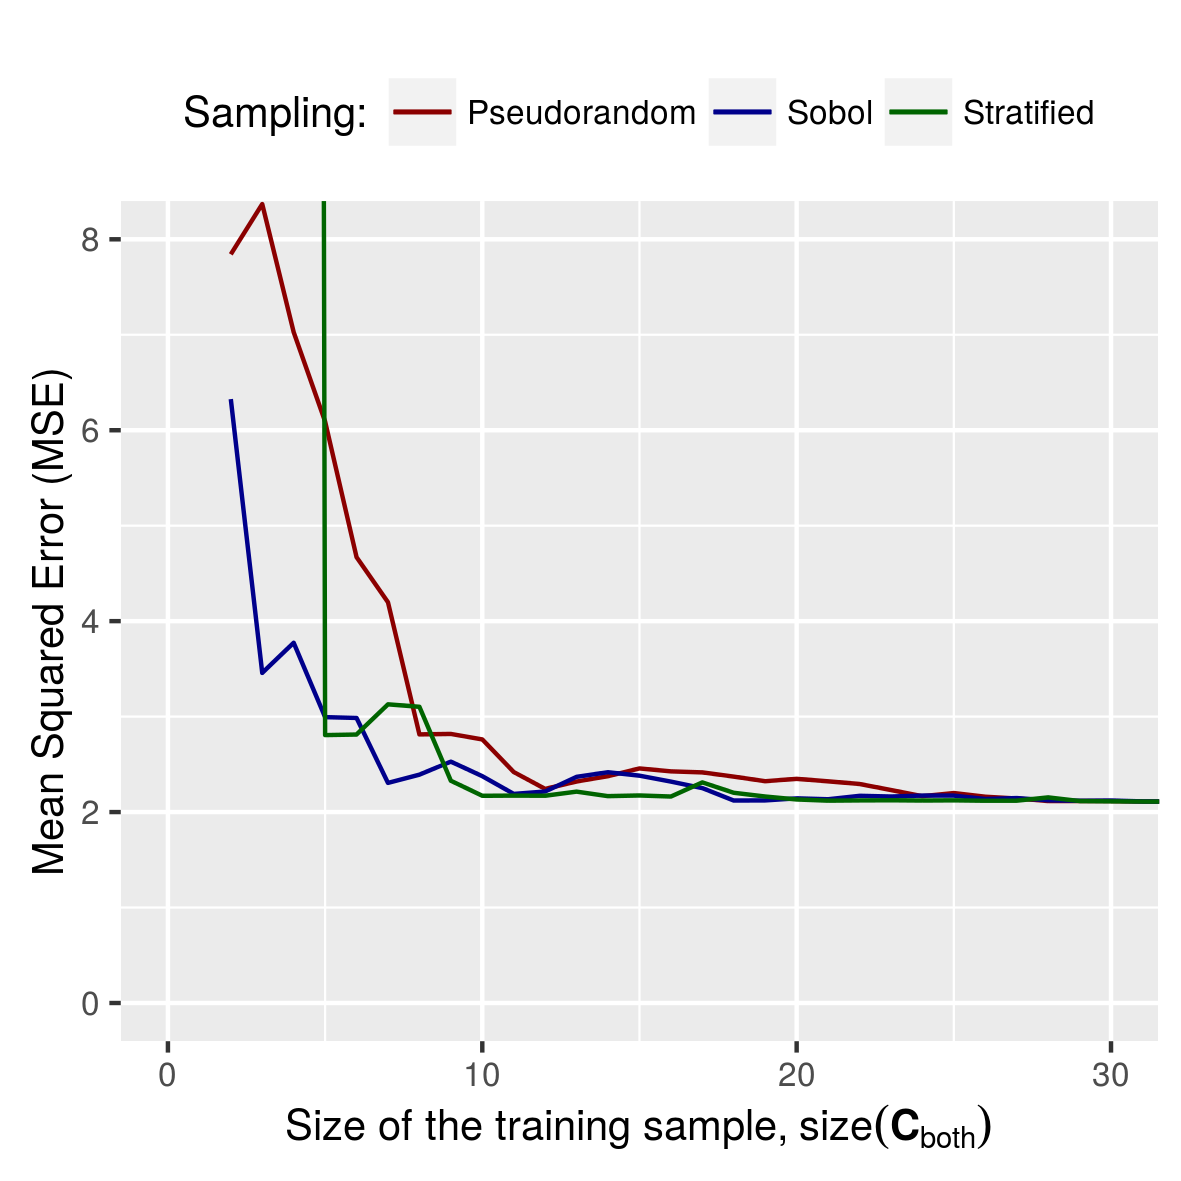 Sampling: Pseudorandom Sobol Stratified
Mean Squared Error (MSE)
8
6
4
2
0
0 10 20 30
Size of the training sample, size(C_both)